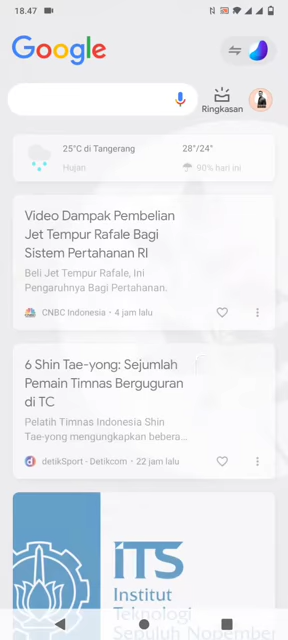 18.47
Google
Ringkasan
25°C di Tangerang
28°/24°
Hujan
90% hari ini
Video Dampak Pembelian
Jet Tempur Rafale Bagi
Sistem Pertahanan RI
Beli Jet Tempur Rafale, Ini
Pengaruhnya Bagi Pertahanan.
CNBC Indonesia · 4 jam lalu
6 Shin Tae-yong: Sejumlah
Pemain Timnas Berguguran
di TC
Pelatih Timnas Indonesia Shin
Tae-yong mengungkapkan bebera...
detikSport - Detikcom · 22 jam lalu
iTS
Institut
Teknologi
Sepuluh Nopember